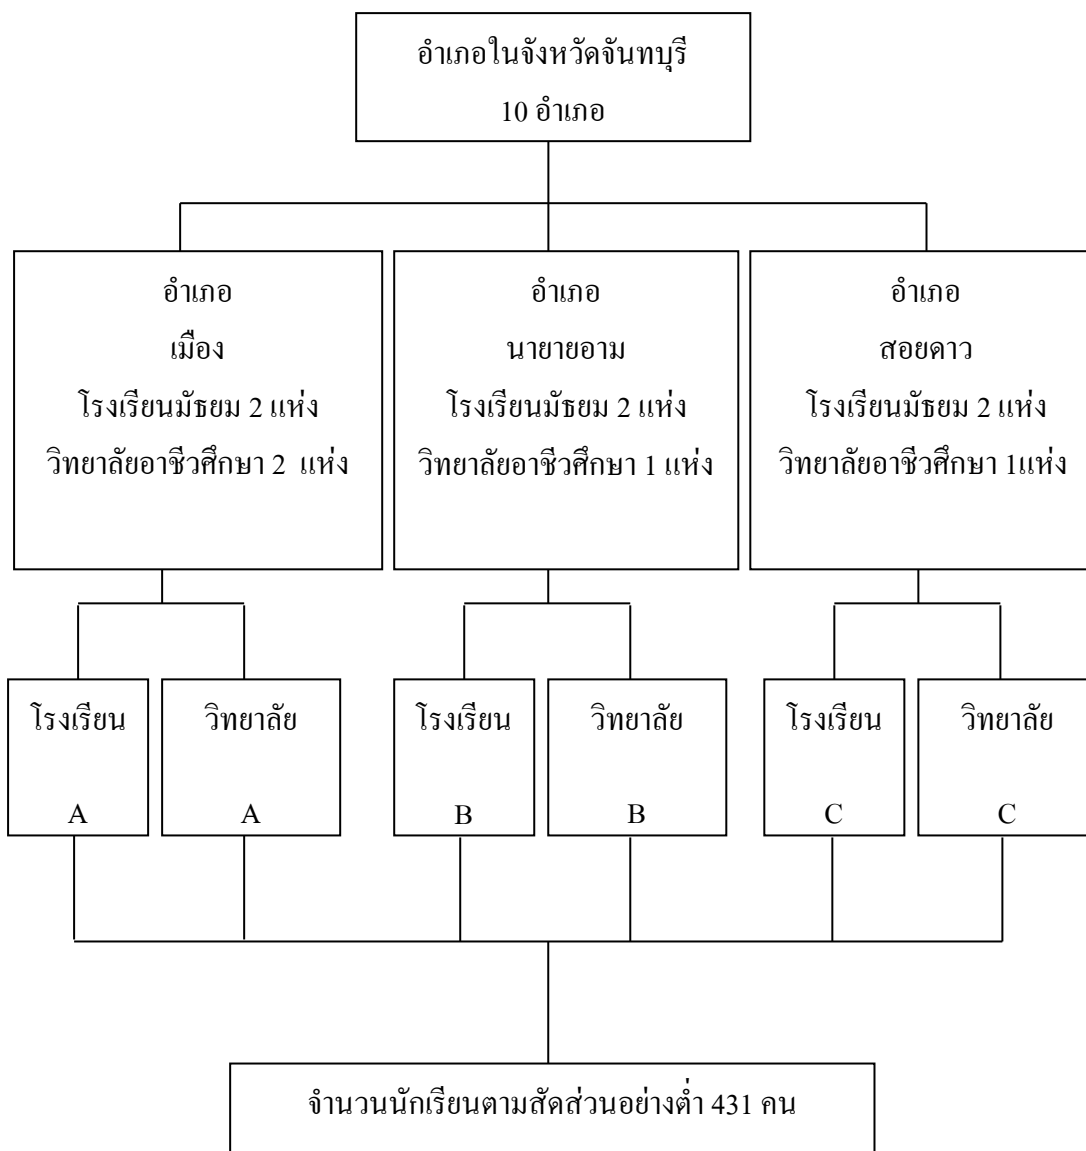 อำเภอในจังหวัดจันทบุรี
10 อำเภอ
อำเภอ
เมือง
โรงเรียนมัธยม 2 แห่ง
วิทยาลัยอาชีวศึกษา 2 แห่ง
อำเภอ
นายายอาม
โรงเรียนมัธยม 2 แห่ง
วิทยาลัยอาชีวศึกษา 1 แห่ง
อำเภอ
สอยดาว
โรงเรียนมัธยม 2 แห่ง
วิทยาลัยอาชีวศึกษา 1แห่ง
โรงเรียน
A
วิทยาลัย
A
โรงเรียน
B
วิทยาลัย
B
โรงเรียน
C
วิทยาลัย
C
จำนวนนักเรียนตามสัดส่วนอย่างต่ำ 431 คน